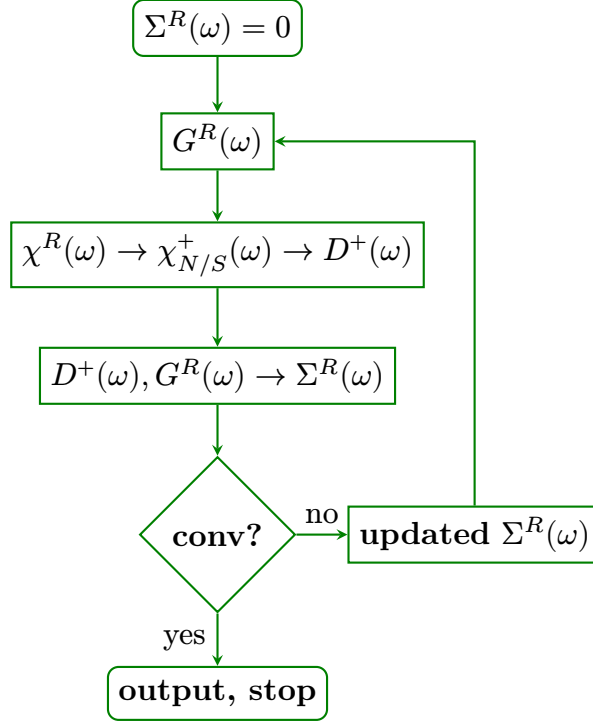 Σ^R(ω) = 0
G^R(ω)
χ^R(ω) → χ^+_{N/S}(ω) → D^+(ω)
D^+(ω), G^R(ω) → Σ^R(ω)
conv?
no
updated Σ^R(ω)
yes
output, stop